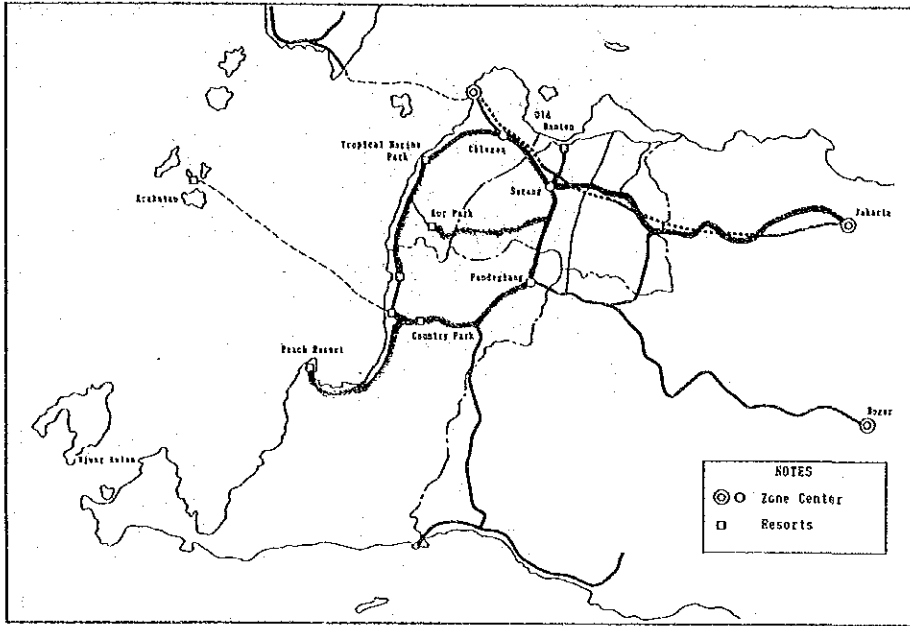 Old
Banten
Tropical Marine
Park
Cilegon
Serang
Krakatau
Jakarta
Pandeglang
Country Park
Beach Resort
Bogor
Ujung Kulon
NOTES
Zone Center
Resorts